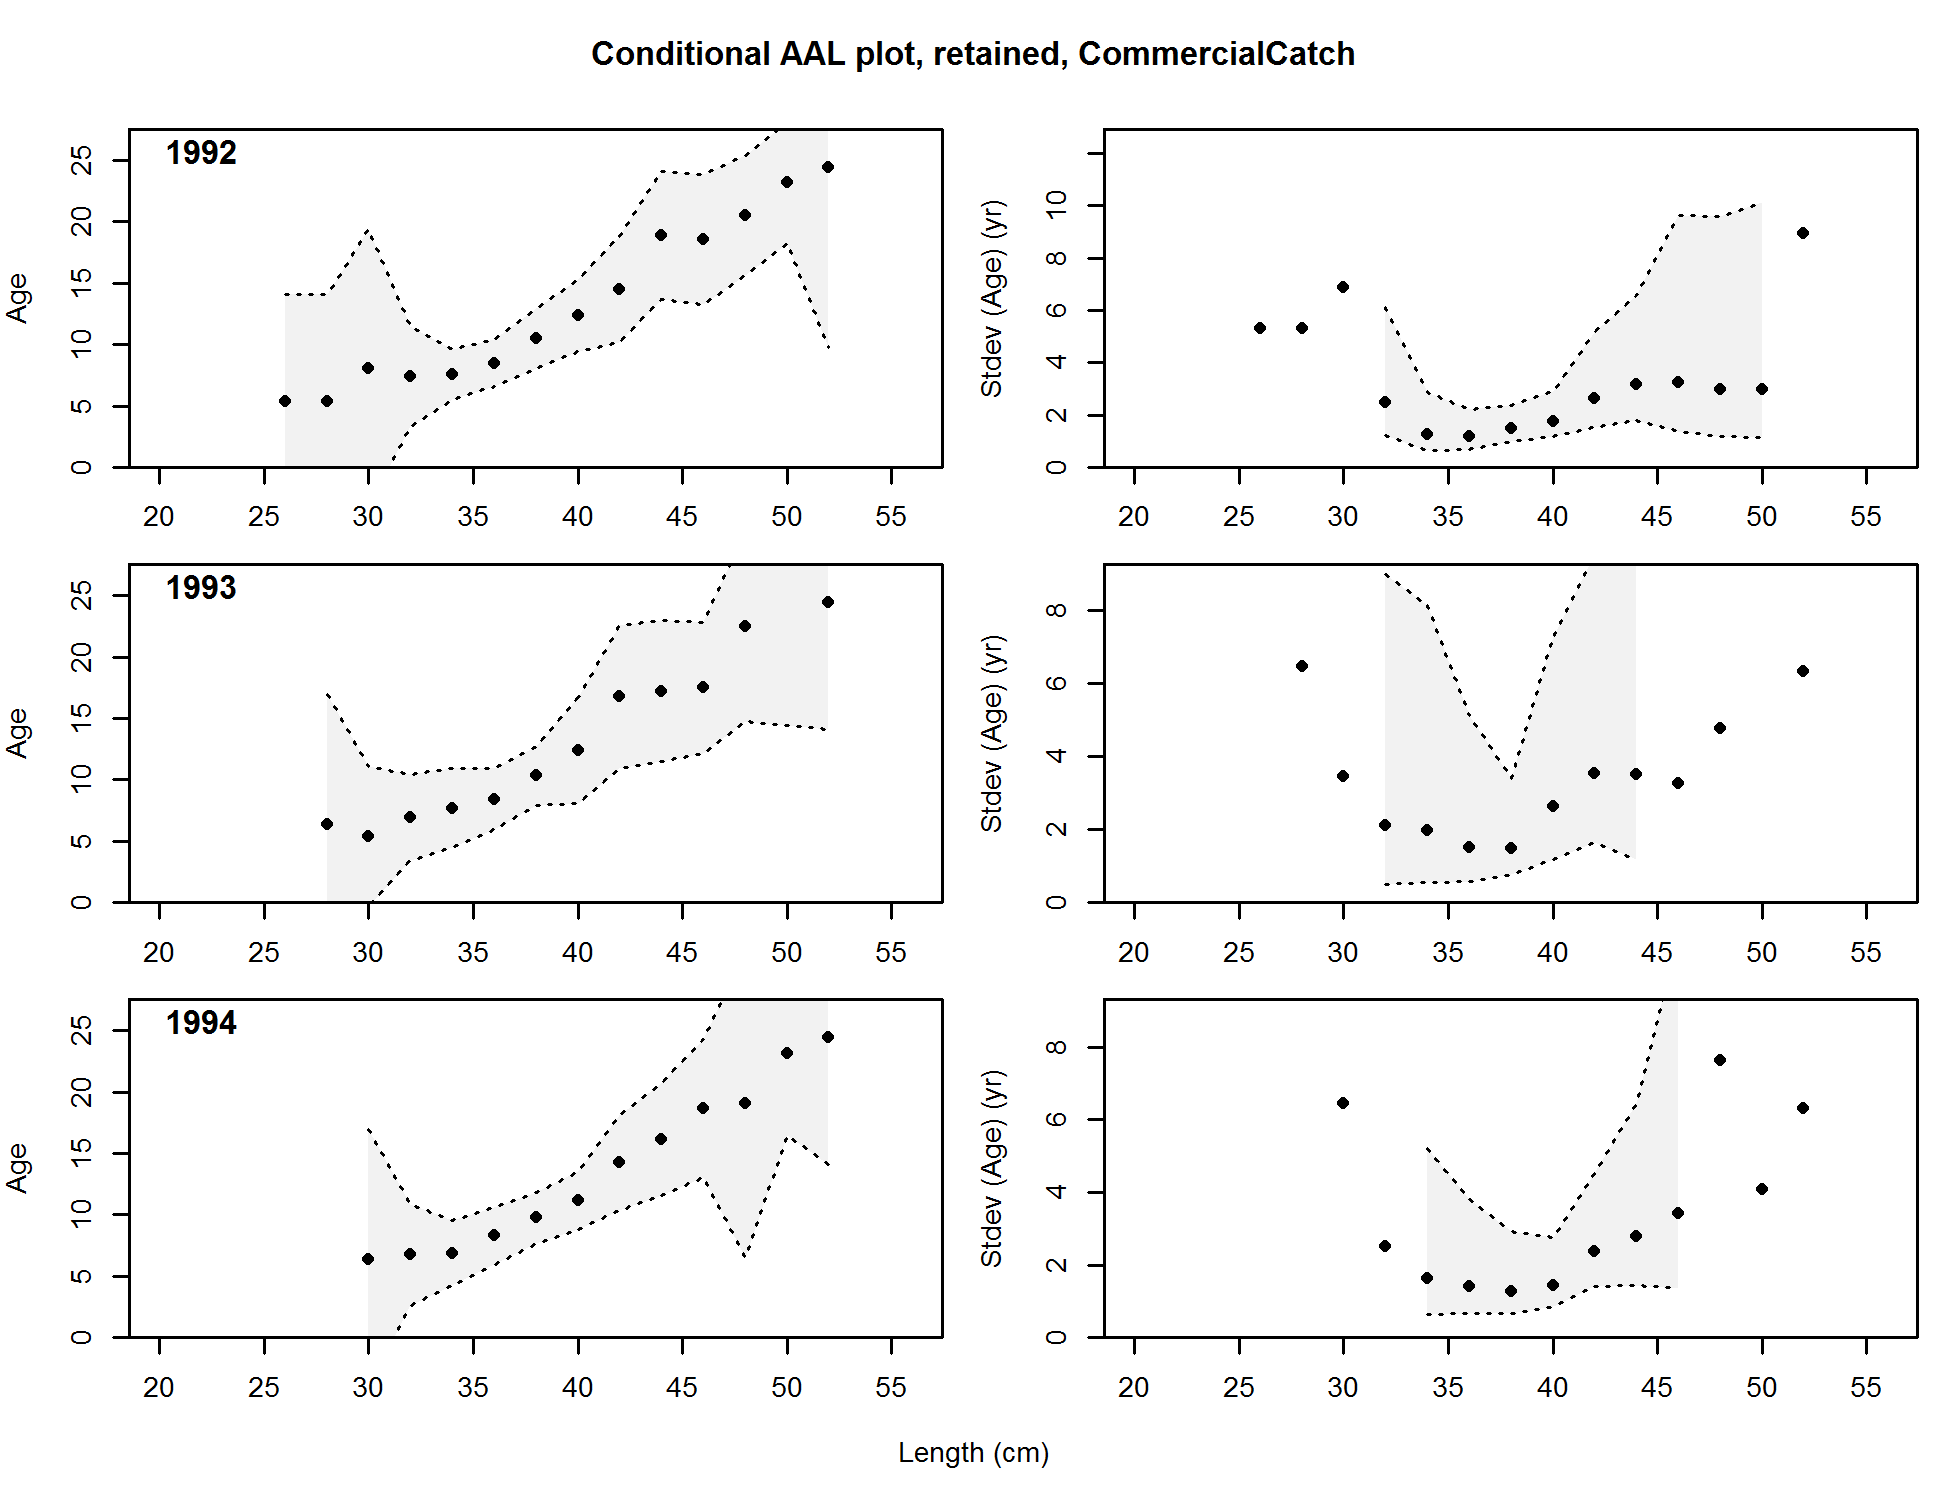 Conditional AAL plot, retained, CommercialCatch
1992
Age
0 5 10 15 20 25
20 25 30 35 40 45 50 55
Stdev (Age) (yr)
0 2 4 6 8 10
20 25 30 35 40 45 50 55
1993
Age
0 5 10 15 20 25
20 25 30 35 40 45 50 55
Stdev (Age) (yr)
0 2 4 6 8
20 25 30 35 40 45 50 55
1994
Age
0 5 10 15 20 25
20 25 30 35 40 45 50 55
Stdev (Age) (yr)
0 2 4 6 8
20 25 30 35 40 45 50 55
Length (cm)